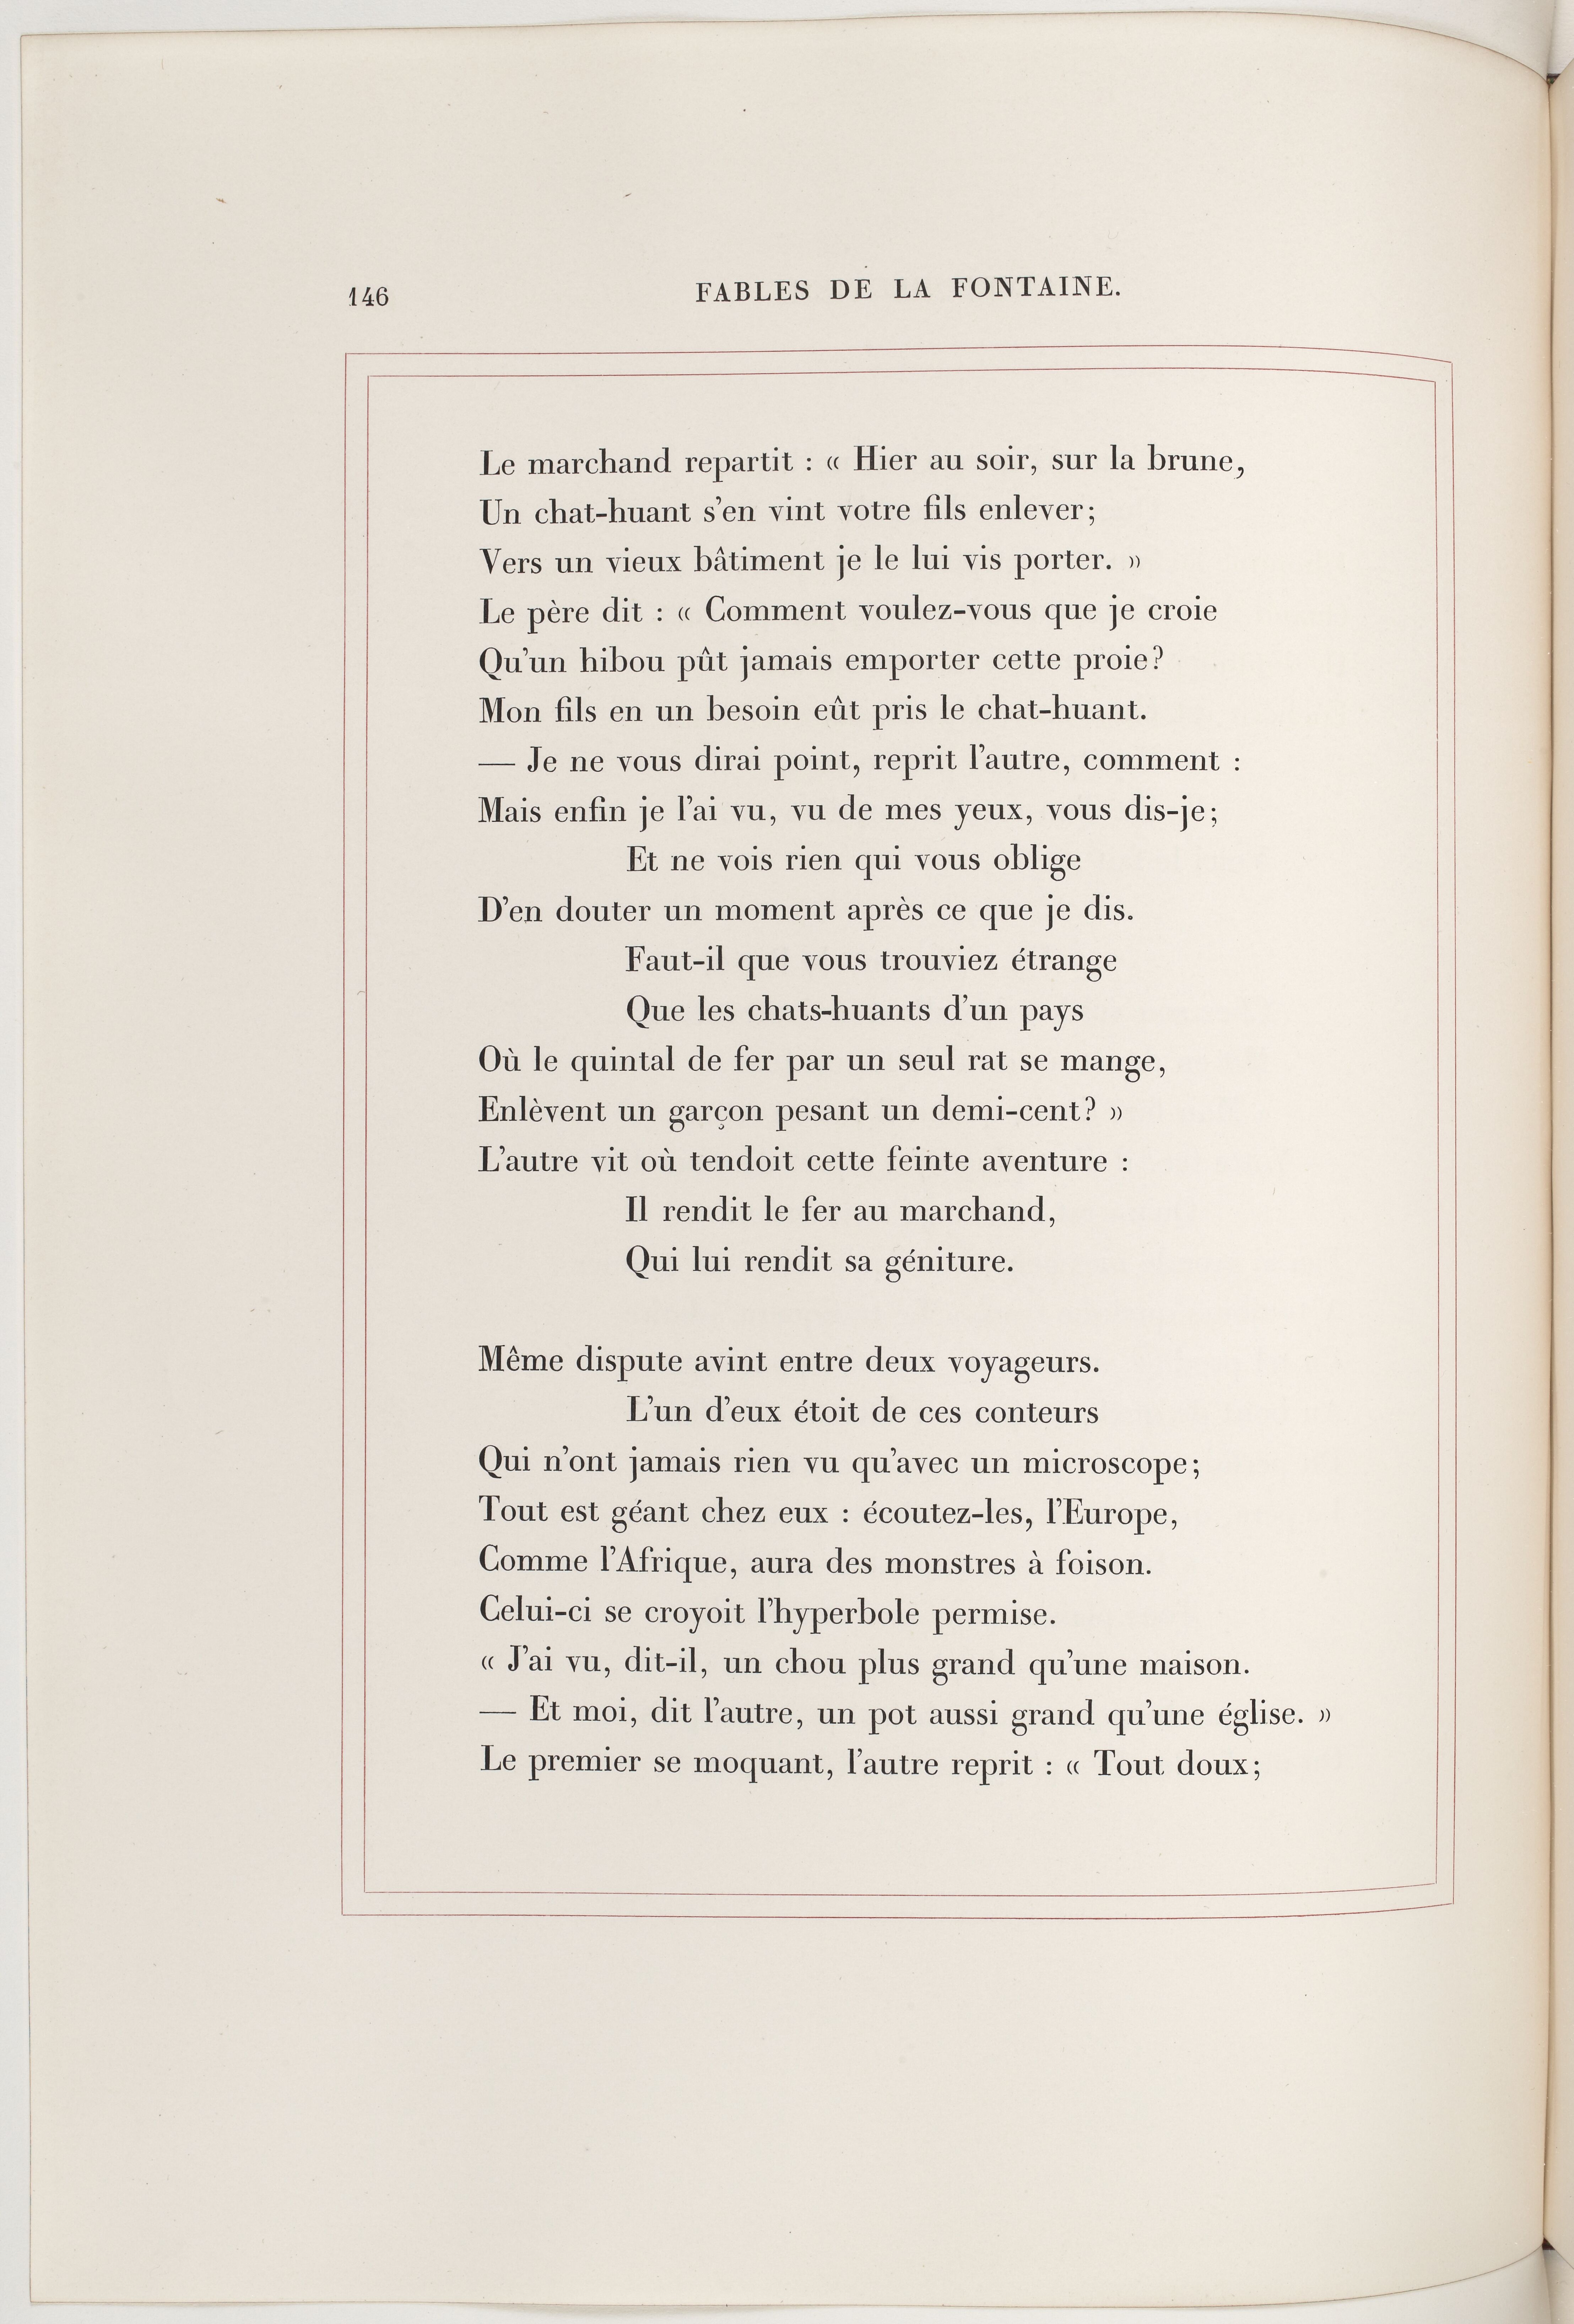 146
FABLES DE LA FONTAINE.
Le marchand repartit : « Hier au soir, sur la brune,
Un chat-huant s'en vint votre fils enlever;
Vers un vieux bâtiment je le lui vis porter. »
Le père dit : « Comment voulez-vous que je croie
Qu'un hibou pût jamais emporter cette proie?
Mon fils en un besoin eût pris le chat-huant.
— Je ne vous dirai point, reprit l'autre, comment :
Mais enfin je l'ai vu, vu de mes yeux, vous dis-je;
Et ne vois rien qui vous oblige
D'en douter un moment après ce que je dis.
Faut-il que vous trouviez étrange
Que les chats-huants d'un pays
Où le quintal de fer par un seul rat se mange,
Enlèvent un garçon pesant un demi-cent? »
L'autre vit où tendoit cette feinte aventure :
Il rendit le fer au marchand,
Qui lui rendit sa géniture.
Même dispute avint entre deux voyageurs.
L'un d'eux étoit de ces conteurs
Qui n'ont jamais rien vu qu'avec un microscope;
Tout est géant chez eux : écoutez-les, l'Europe,
Comme l'Afrique, aura des monstres à foison.
Celui-ci se croyoit l'hyperbole permise.
« J'ai vu, dit-il, un chou plus grand qu'une maison.
— Et moi, dit l'autre, un pot aussi grand qu'une église. »
Le premier se moquant, l'autre reprit : « Tout doux;